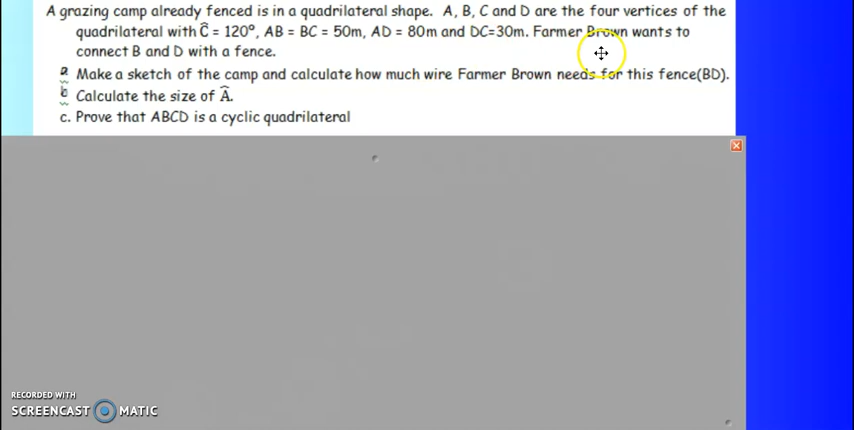 A grazing camp already fenced is in a quadrilateral shape. A, B, C and D are the four vertices of the
quadrilateral with Ĉ = 120°, AB = BC = 50m, AD = 80m and DC=30m. Farmer Brown wants to
connect B and D with a fence.
a Make a sketch of the camp and calculate how much wire Farmer Brown needs for this fence(BD).
b Calculate the size of Â.
c. Prove that ABCD is a cyclic quadrilateral
RECORDED WITH
SCREENCAST MATIC